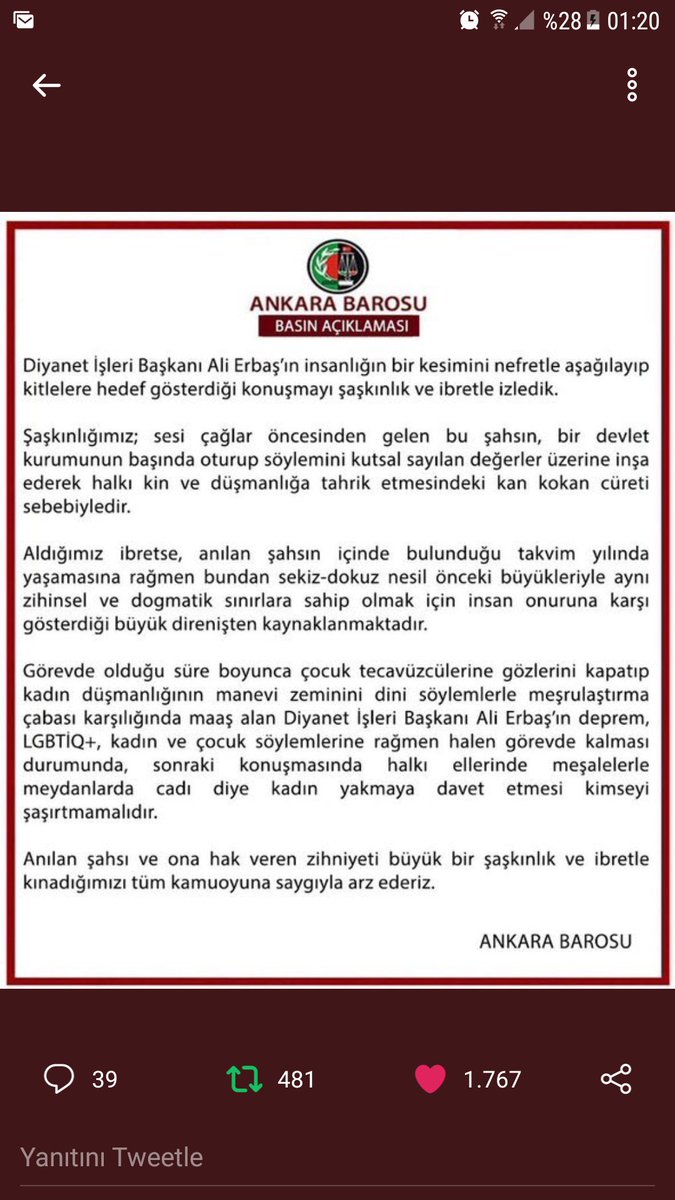 %28 01:20
ANKARA BAROSU
BASIN AÇIKLAMASI
Diyanet İşleri Başkanı Ali Erbaş'ın insanlığın bir kesimini nefretle aşağılayıp
kitlelere hedef gösterdiği konuşmayı şaşkınlık ve ibretle izledik.
Şaşkınlığımız; sesi çağlar öncesinden gelen bu şahsın, bir devlet
kurumunun başında oturup söylemini kutsal sayılan değerler üzerine inşa
ederek halkı kin ve düşmanlığa tahrik etmesindeki kan kokan cüreti
sebebiyledir.
Aldığımız ibretse, anılan şahsın içinde bulunduğu takvim yılında
yaşamasına rağmen bundan sekiz-dokuz nesil önceki büyükleriyle aynı
zihinsel ve dogmatik sınırlara sahip olmak için insan onuruna karşı
gösterdiği büyük direnişten kaynaklanmaktadır.
Görevde olduğu süre boyunca çocuk tecavüzcülerine gözlerini kapatıp
kadın düşmanlığının manevi zeminini dini söylemlerle meşrulaştırma
çabası karşılığında maaş alan Diyanet İşleri Başkanı Ali Erbaş'ın deprem,
LGBTİQ+, kadın ve çocuk söylemlerine rağmen halen görevde kalması
durumunda, sonraki konuşmasında halkı ellerinde meşalelerle
meydanlarda cadı diye kadın yakmaya davet etmesi kimseyi
şaşırtmamalıdır.
Anılan şahsı ve ona hak veren zihniyeti büyük bir şaşkınlık ve ibretle
kınadığımızı tüm kamuoyuna saygıyla arz ederiz.
ANKARA BAROSU
39 481 1.767
Yanıtını Tweetle